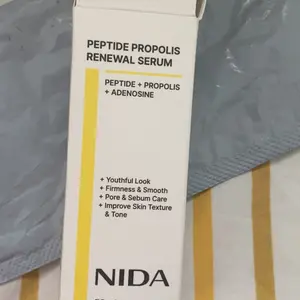 PEPTIDE PROPOLIS
RENEWAL SERUM
PEPTIDE + PROPOLIS
+ ADENOSINE
+ Youthful Look
+ Firmness & Smooth
+ Pore & Sebum Care
+ Improve Skin Texture
& Tone
NIDA